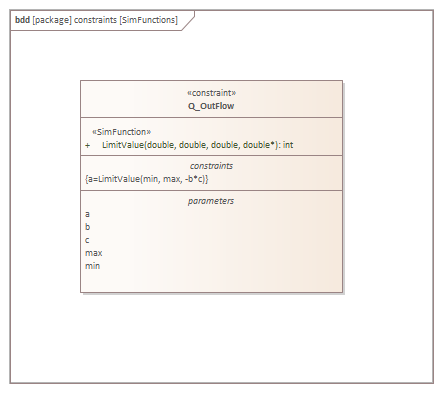 bdd [package] constraints [SimFunctions]
«constraint»
Q_OutFlow
«SimFunction»
+ LimitValue(double, double, double, double*): int
constraints
{a=LimitValue(min, max, -b*c)}
parameters
a
b
c
max
min